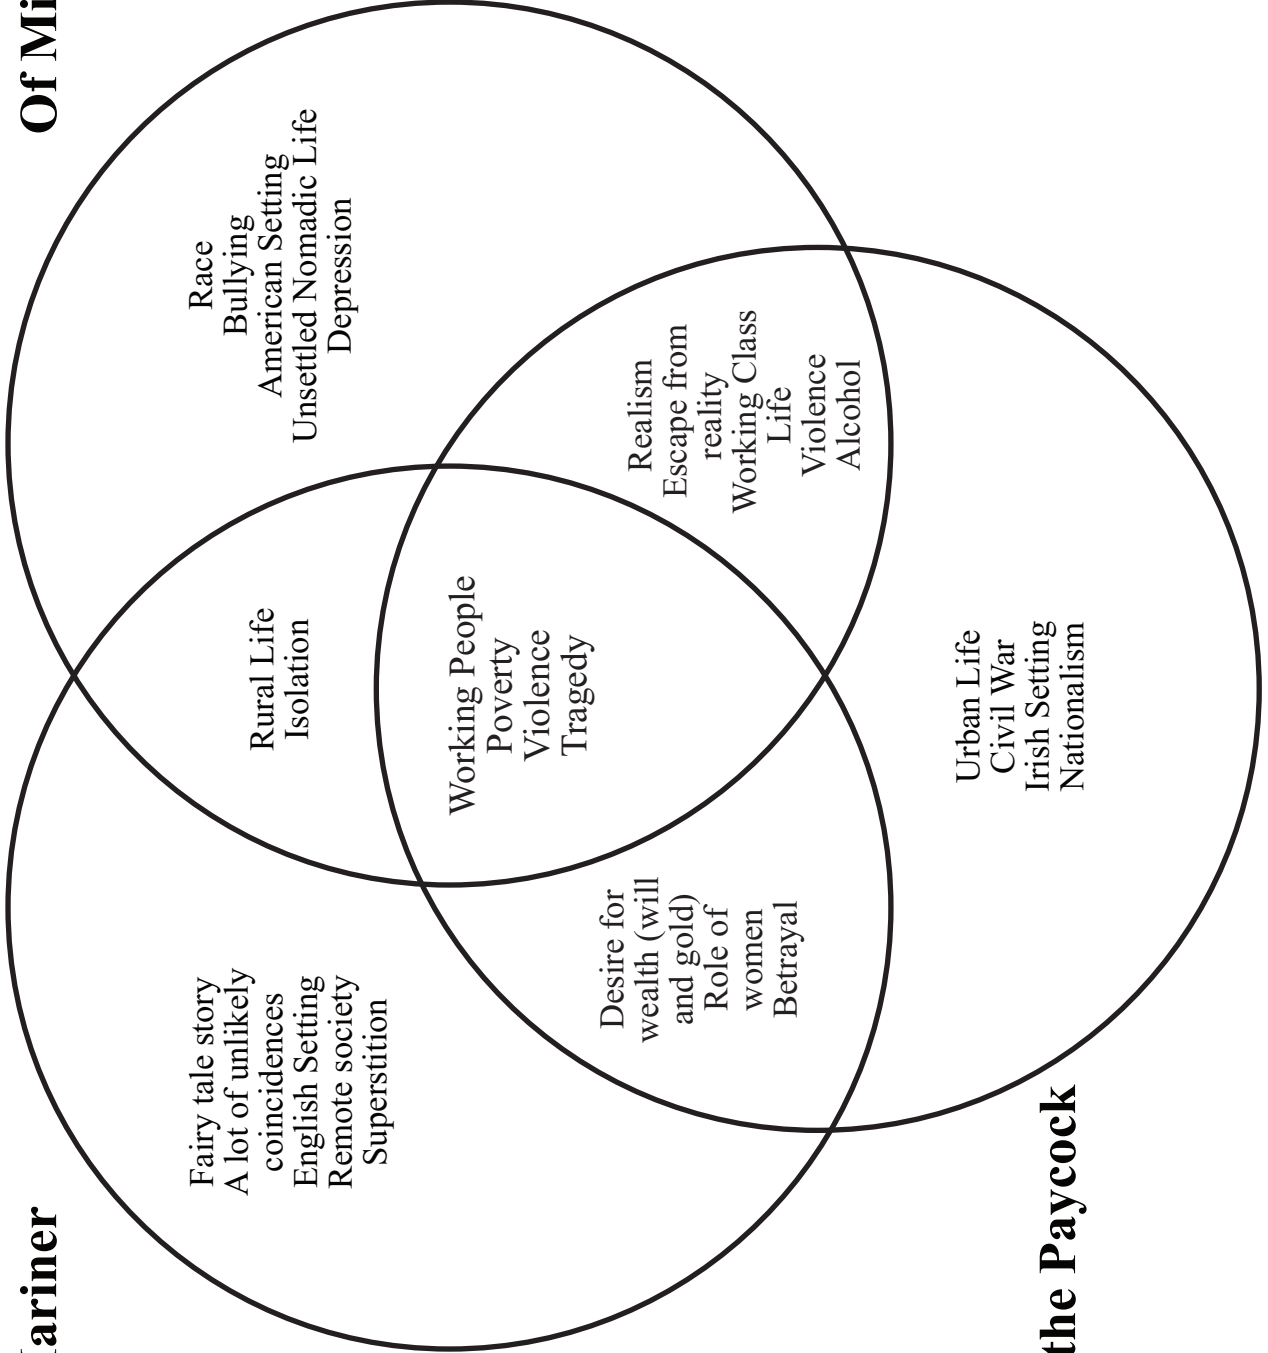 ariner
Of Mi
Fairy tale story
A lot of unlikely
coincidences
English Setting
Remote society
Superstition
Rural Life
Isolation
Race
Bullying
American Setting
Unsettled Nomadic Life
Depression
Working People
Poverty
Violence
Tragedy
Desire for
wealth (will
and gold)
Role of
women
Betrayal
Realism
Escape from
reality
Working Class
Life
Violence
Alcohol
Urban Life
Civil War
Irish Setting
Nationalism
the Paycock